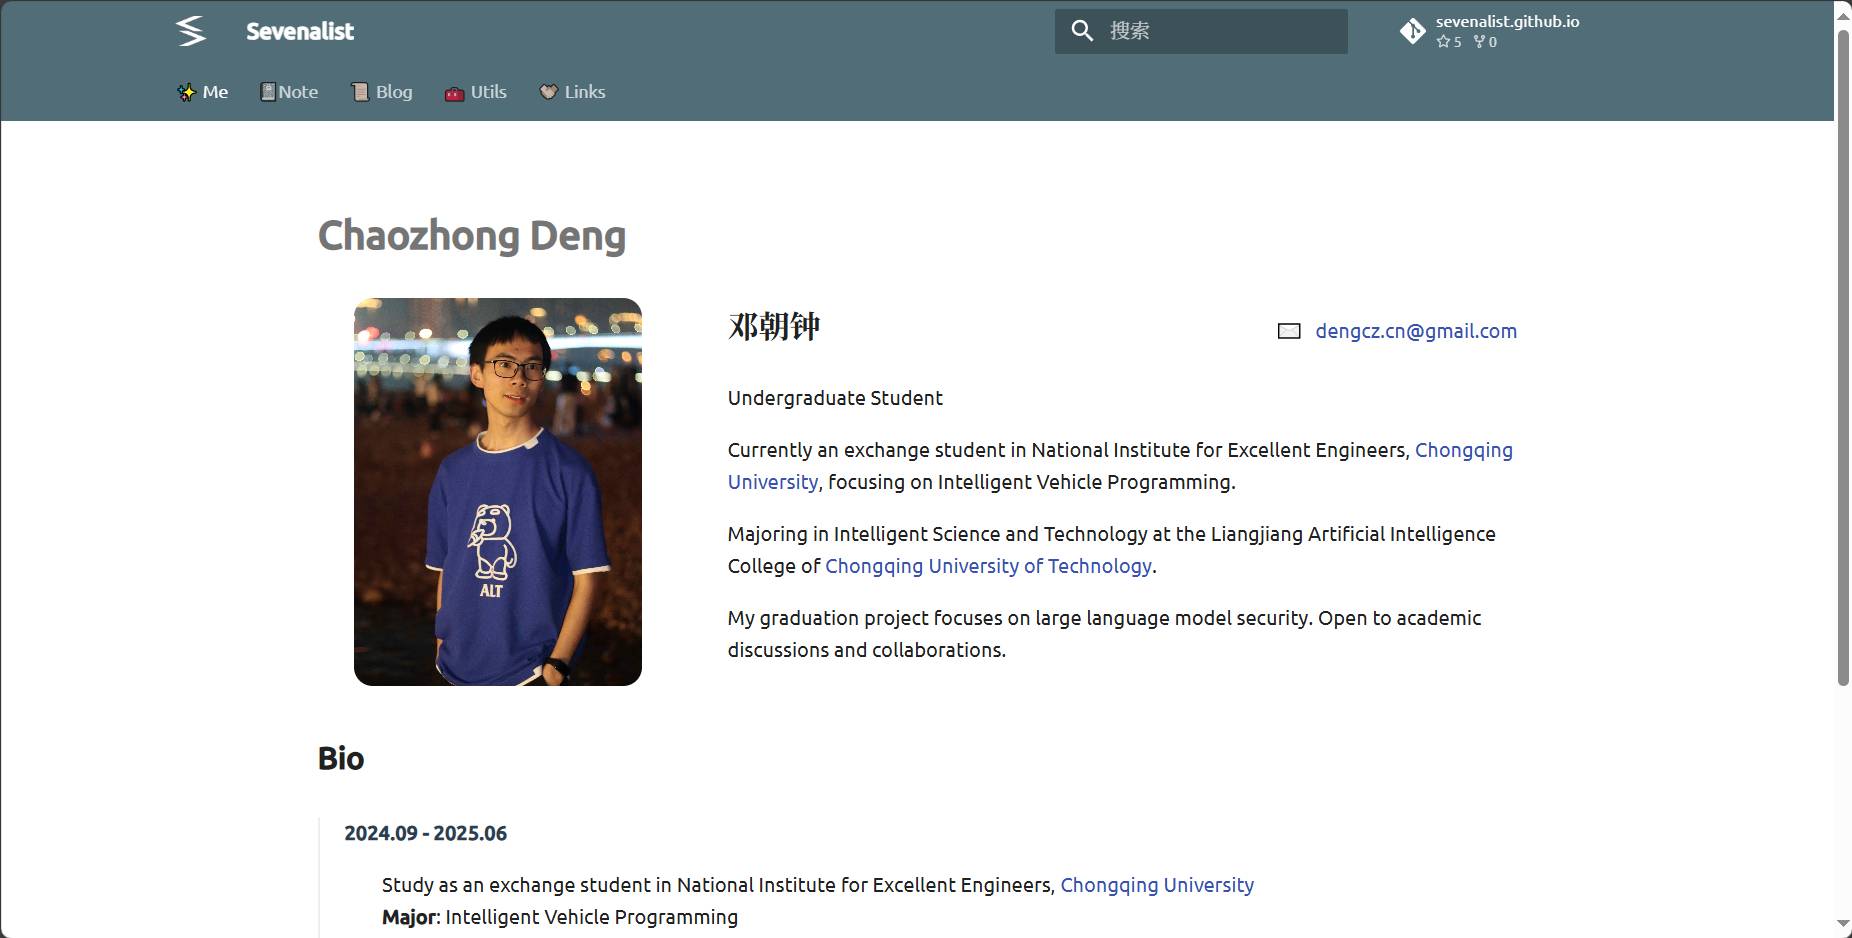 Sevenalist
搜索
sevenalist.github.io
5 0
Me Note Blog Utils Links
Chaozhong Deng
邓朝钟
dengcz.cn@gmail.com
Undergraduate Student
Currently an exchange student in National Institute for Excellent Engineers, Chongqing
University, focusing on Intelligent Vehicle Programming.
Majoring in Intelligent Science and Technology at the Liangjiang Artificial Intelligence
College of Chongqing University of Technology.
My graduation project focuses on large language model security. Open to academic
discussions and collaborations.
ALT
Bio
2024.09 - 2025.06
Study as an exchange student in National Institute for Excellent Engineers, Chongqing University
Major: Intelligent Vehicle Programming